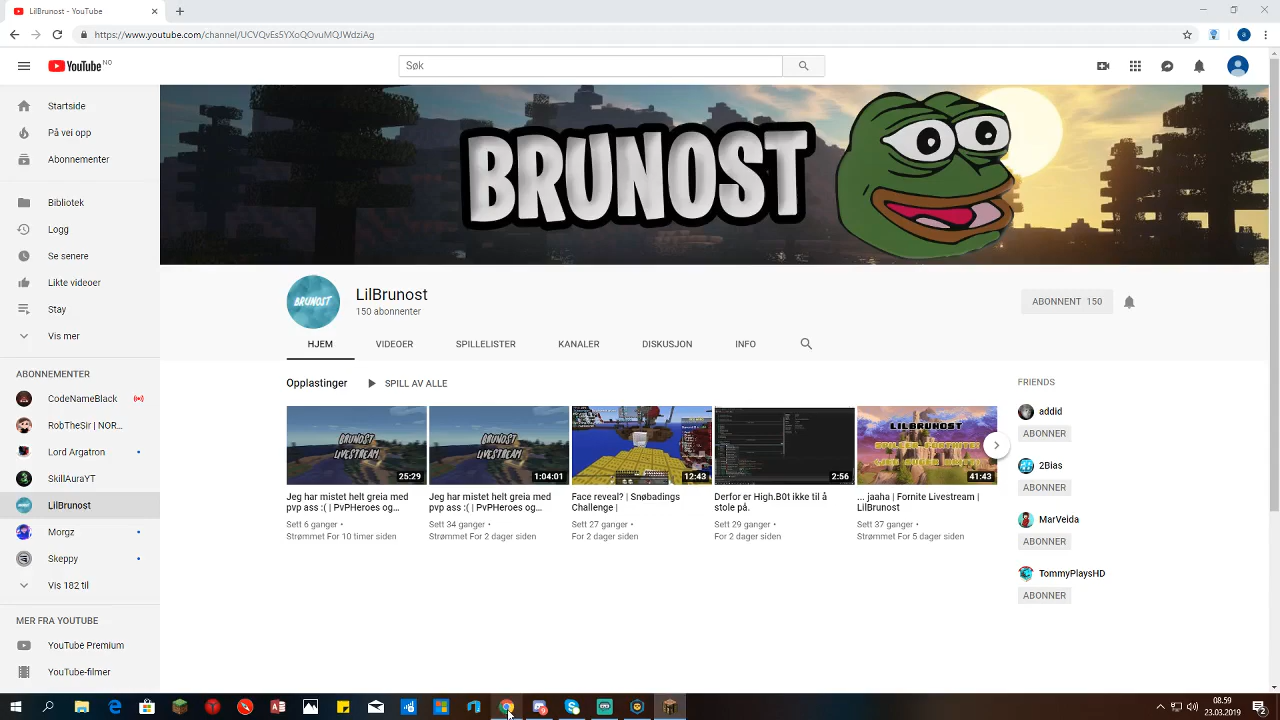 LilBrunost - YouTube
https://www.youtube.com/channel/UCVQvEs5YXoQOvuMQJWdziAg
YouTube NO
Søk
Startside
På vei opp
Abonnementer
Bibliotek
Logg
Se senere
Likte videoer
Stay
Vis mer
ABONNEMENTER
CodeNameBlack
Lord Argatron
SkillAuraYT
LilBrunost
Morgz
Skeppy
Vis 182 til
MER FRA YOUTUBE
YouTube Premium
YouTube-filmer
BRUNOST
BRUNOST
LilBrunost
150 abonnenter
ABONNENT 150
HJEM VIDEOER SPILLELISTER KANALER DISKUSJON INFO
Opplastinger SPILL AV ALLE
BRUNOST
LIVESTREAM
25:29
Jeg har mistet helt greia med
pvp ass :( | PvPHeroes og...
Sett 6 ganger •
Strømmet For 10 timer siden
BRUNOST
LIVESTREAM
1:04:01
Jeg har mistet helt greia med
pvp ass :( | PvPHeroes og...
Sett 34 ganger •
Strømmet For 2 dager siden
12:43
Face reveal? | Snøbadings
Challenge |
Sett 27 ganger •
For 2 dager siden
2:56
Derfor er High.B0t ikke til å
stole på.
Sett 29 ganger •
For 2 dager siden
LILBRUNOST
41:43
... jaaha | Fornite Livestream |
LilBrunost
Sett 37 ganger •
Strømmet For 5 dager siden
FRIENDS
addid
ABONNER
2Bias
ABONNER
MarVeida
ABONNER
TommyPlaysHD
ABONNER
08.59
23.03.2019